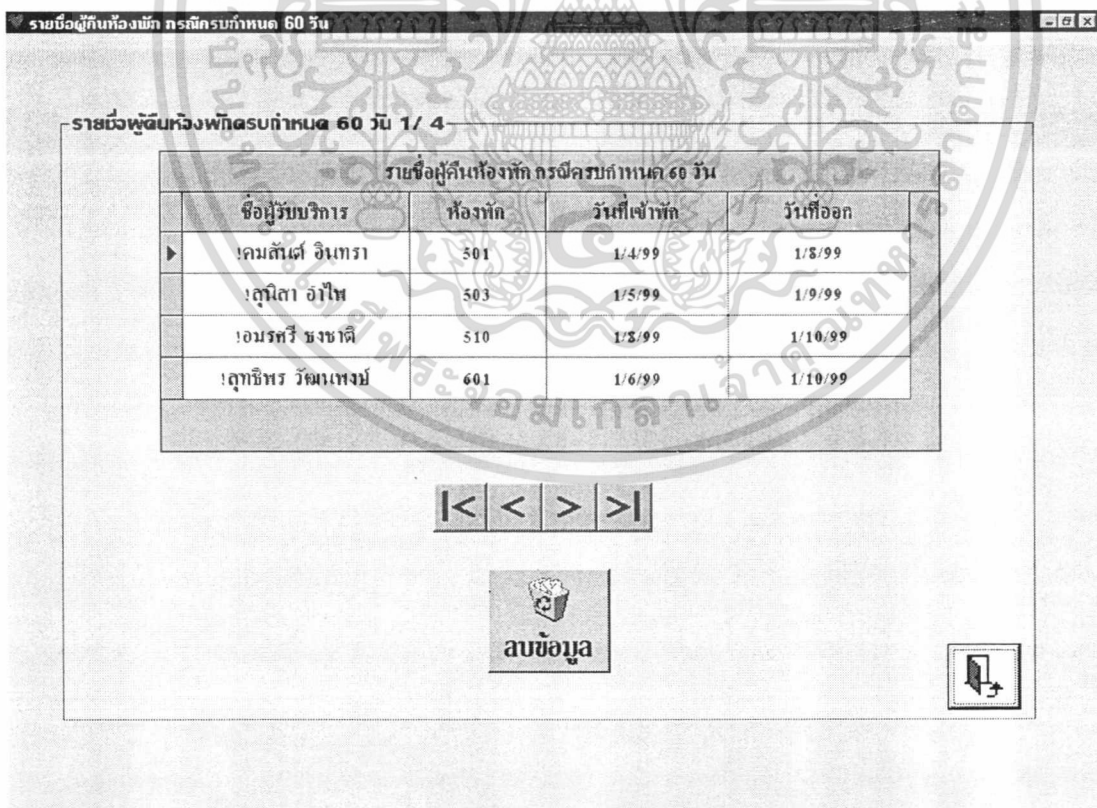 รายชื่อผู้คืนห้องพัก กรณีครบกำหนด 60 วัน
รายชื่อผู้คืนห้องพักครบกำหนด 60 วัน 1/ 4
รายชื่อผู้คืนห้องพัก กรณีครบกำหนด 60 วัน
ชื่อผู้รับบริการ ห้องพัก วันที่เข้าพัก วันที่ออก
!คมสันต์ อินทรา 501 1/4/99 1/8/99
!สุนิสา อำไพ 503 1/5/99 1/9/99
!อมรศรี ธงชาติ 510 1/8/99 1/10/99
!สุทธิพร วัฒนพงษ์ 601 1/6/99 1/10/99
|< < > >|
ลบข้อมูล